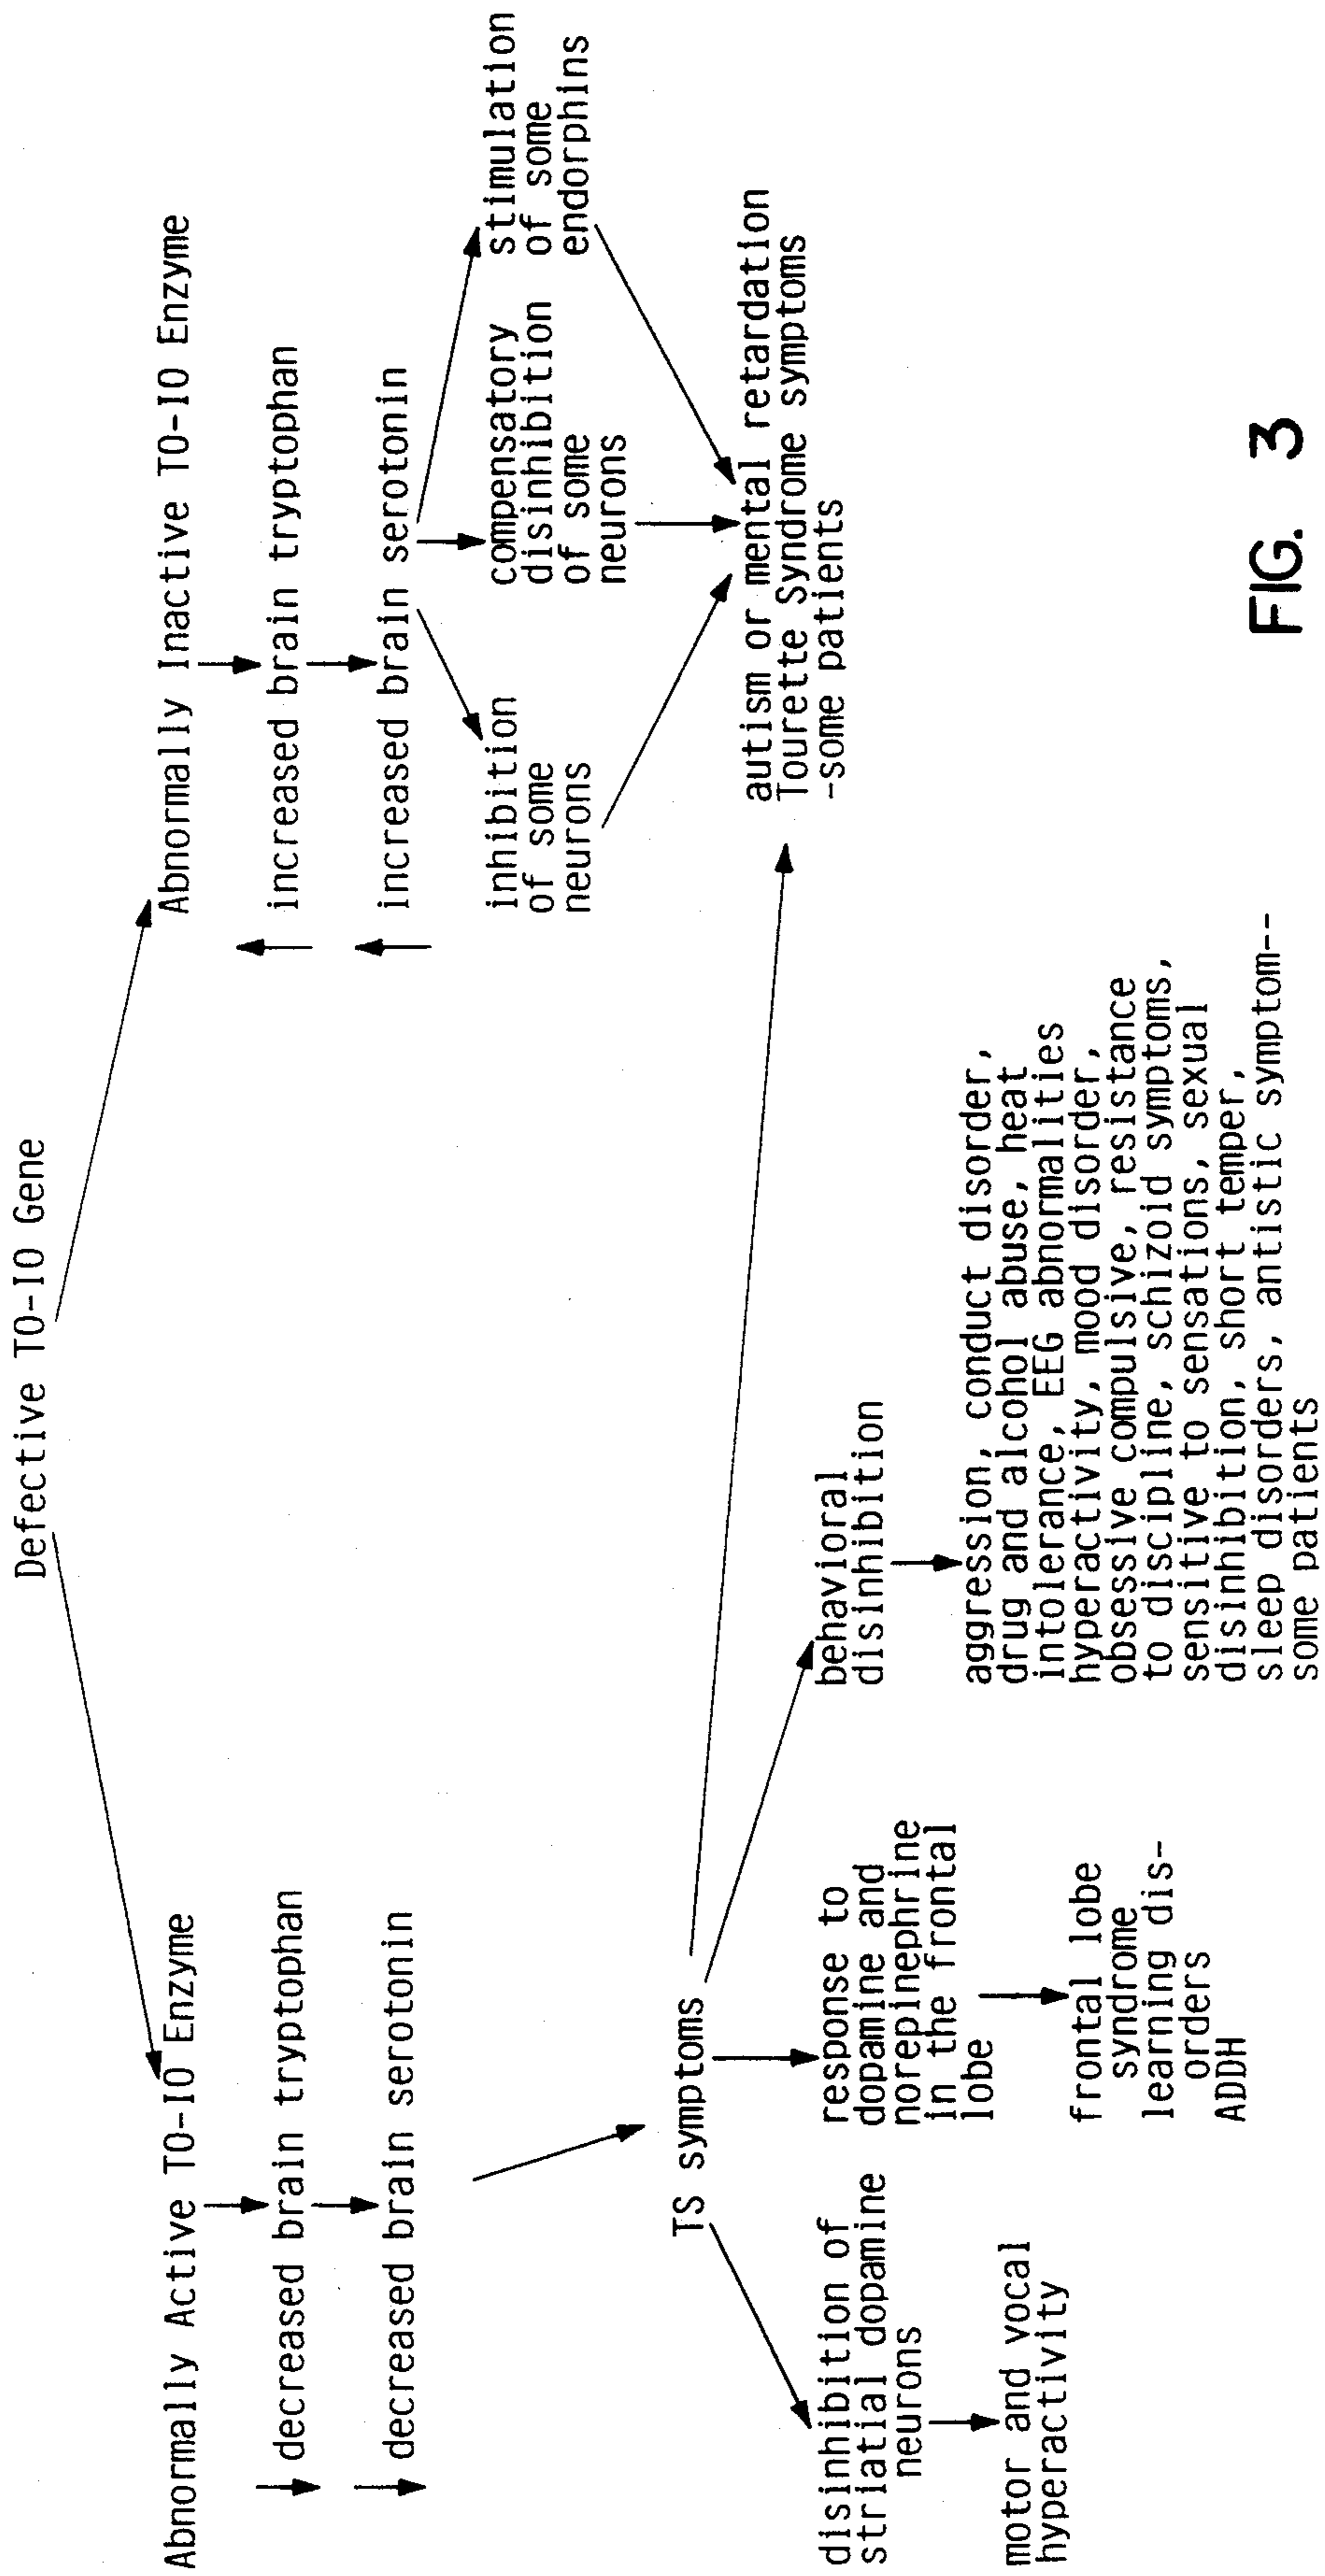 Defective TO-IO Gene
Abnormally Active TO-IO Enzyme
decreased brain tryptophan
decreased brain serotonin
TS symptoms
disinhibition of
striatial dopamine
neurons
motor and vocal
hyperactivity
response to
dopamine and
norepinephrine
in the frontal
lobe
frontal lobe
syndrome
learning dis-
orders
ADDH
behavioral
disinhibition
aggression, conduct disorder,
drug and alcohol abuse, heat
intolerance, EEG abnormalities
hyperactivity, mood disorder,
obsessive compulsive, resistance
to discipline, schizoid symptoms,
sensitive to sensations, sexual
disinhibition, short temper,
sleep disorders, antistic symptom--
some patients
Abnormally Inactive TO-IO Enzyme
increased brain tryptophan
increased brain serotonin
inhibition
of some
neurons
compensatory
disinhibition
of some
neurons
stimulation
of some
endorphins
autism or mental retardation
Tourette Syndrome symptoms
-some patients
FIG. 3